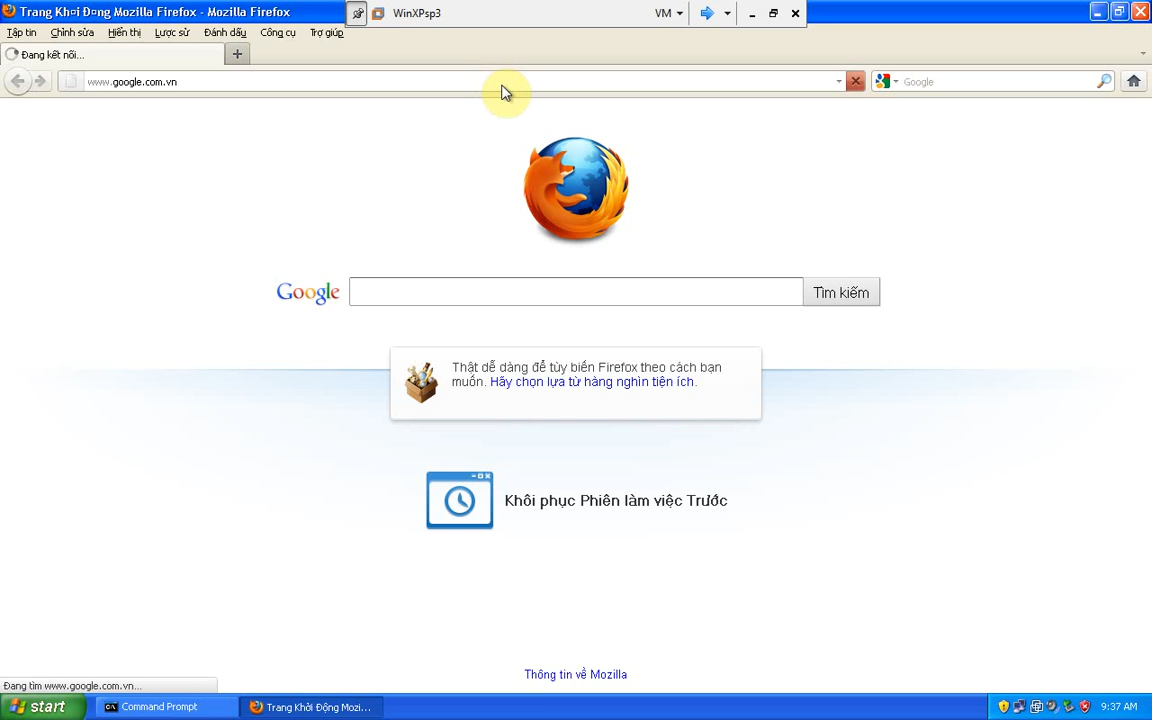 Trang Khởi Động Mozilla Firefox - Mozilla Firefox
WinXPsp3
VM
Tập tin Chỉnh sửa Hiển thị Lược sử Đánh dấu Công cụ Trợ giúp
Đang kết nối...
www.google.com.vn
Google
Google
Tìm kiếm
Thật dễ dàng để tùy biến Firefox theo cách bạn
muốn. Hãy chọn lựa từ hàng nghìn tiện ích.
Khôi phục Phiên làm việc Trước
Thông tin về Mozilla
Đang tìm www.google.com.vn...
start
Command Prompt
Trang Khởi Động Mozi...
9:37 AM